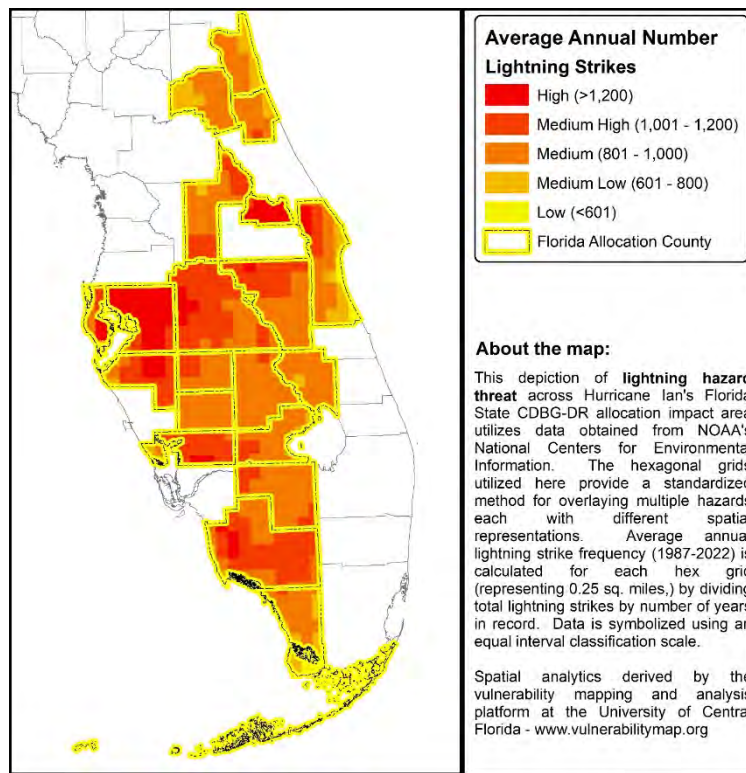 Average Annual Number
Lightning Strikes
High (>1,200)
Medium High (1,001 - 1,200)
Medium (801 - 1,000)
Medium Low (601 - 800)
Low (<601)
Florida Allocation County
About the map:
This depiction of lightning hazard
threat across Hurricane Ian's Florida
State CDBG-DR allocation impact area
utilizes data obtained from NOAA's
National Centers for Environmental
Information. The hexagonal grids
utilized here provide a standardized
method for overlaying multiple hazards
each with different spatial
representations. Average annual
lightning strike frequency (1987-2022) is
calculated for each hex grid
(representing 0.25 sq. miles,) by dividing
total lightning strikes by number of years
in record. Data is symbolized using an
equal interval classification scale.
Spatial analytics derived by the
vulnerability mapping and analysis
platform at the University of Central
Florida - www.vulnerabilitymap.org